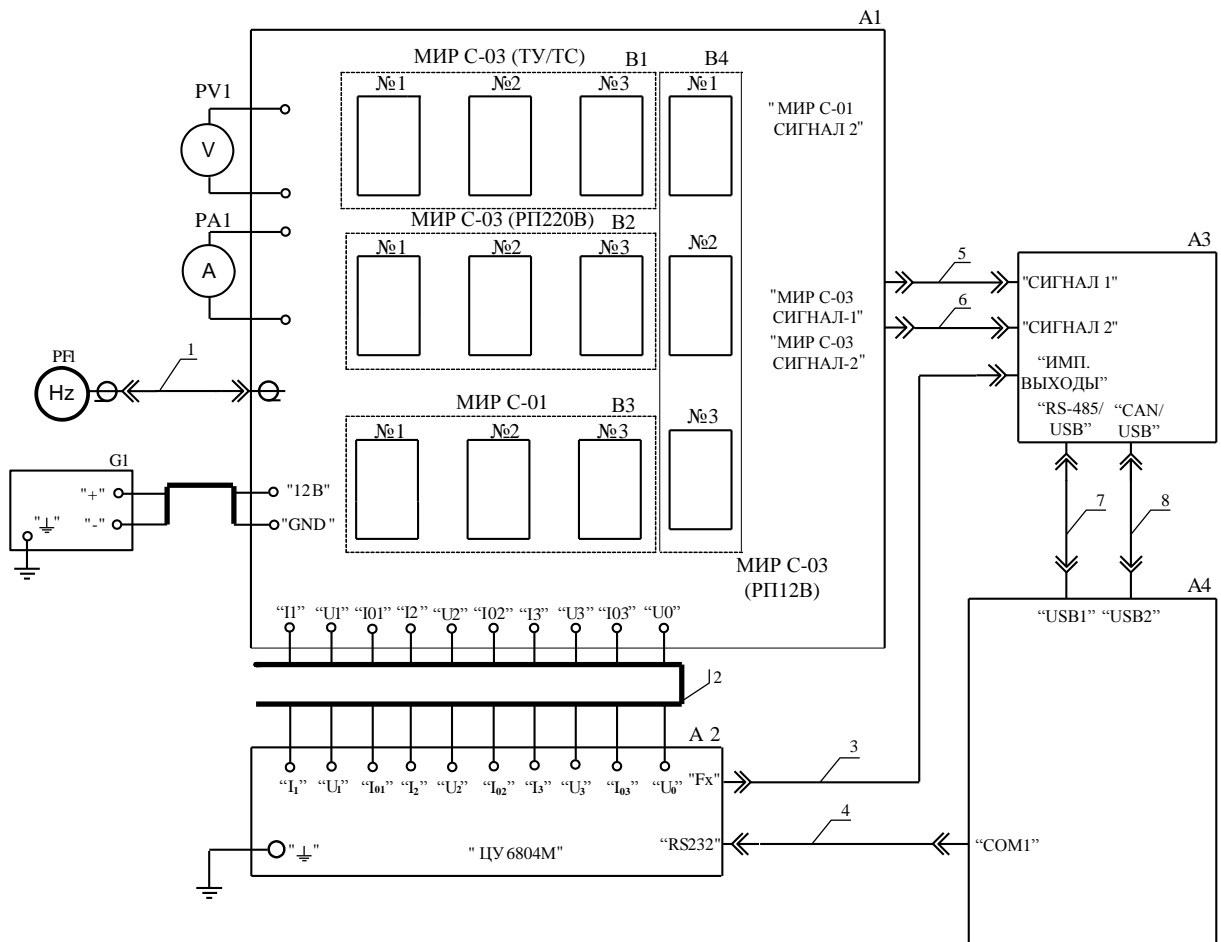 A1
МИР С-03 (ТУ/ТС)
B1
B4
№1
№2
№3
№1
PV1
V
"МИР С-01
СИГНАЛ 2"
МИР С-03 (РП220В)
B2
PA1
A
№1
№2
№3
№2
A3
5
"СИГНАЛ 1"
"МИР С-03
СИГНАЛ-1"
6
"СИГНАЛ 2"
"МИР С-03
СИГНАЛ-2"
PF1
Hz
1
“ИМП.
ВЫХОДЫ”
“RS-485/
USB”
“CAN/
USB”
МИР С-01
B3
№1
№2
№3
№3
G1
"+"
"-"
"⊥"
"12В"
"GND"
7
8
МИР С-03
(РП12В)
A4
“I1” “U1” “I01” “I2” “U2” “I02” “I3” “U3” “I03” “U0”
“USB1” “USB2”
2
A 2
3
“I₁” “U₁” “I₀₁” “I₂” “U₂” “I₀₂” “I₃” “U₃” “I₀₃” “U₀”
"Fx"
4
“RS232”
“COM1”
"⊥"
" ЦУ 6804М"